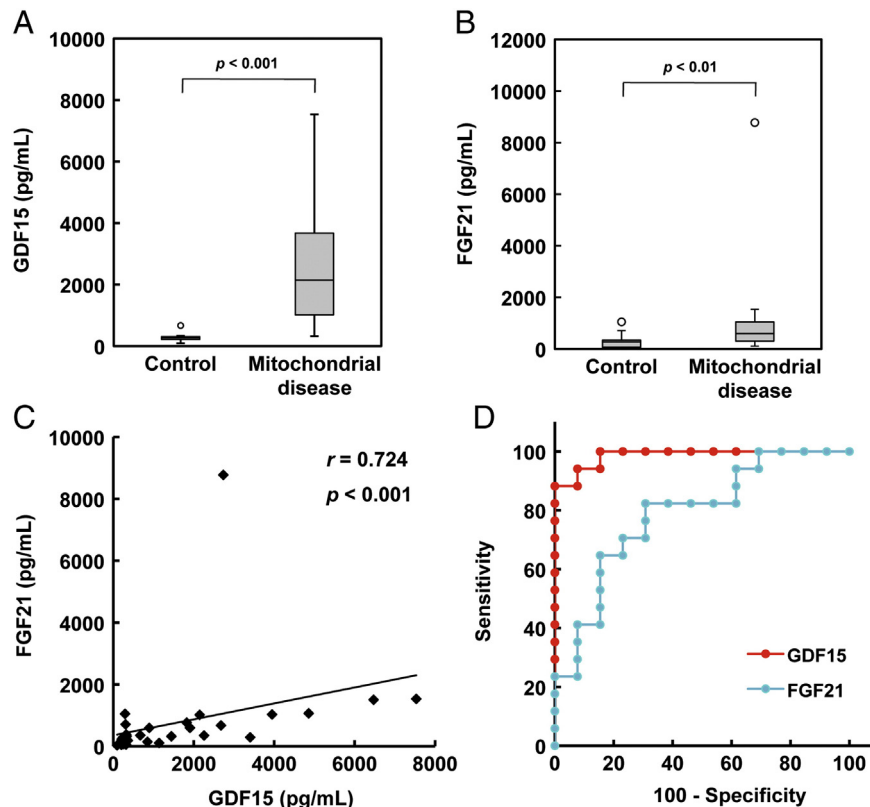 A
10000
8000
6000
4000
2000
0
GDF15 (pg/mL)
p < 0.001
Control
Mitochondrial
disease
B
12000
10000
8000
6000
4000
2000
0
FGF21 (pg/mL)
p < 0.01
Control
Mitochondrial
disease
C
10000
8000
6000
4000
2000
0
FGF21 (pg/mL)
r = 0.724
p < 0.001
0
2000
4000
6000
8000
GDF15 (pg/mL)
D
100
80
60
40
20
0
Sensitivity
GDF15
FGF21
0
20
40
60
80
100
100 - Specificity